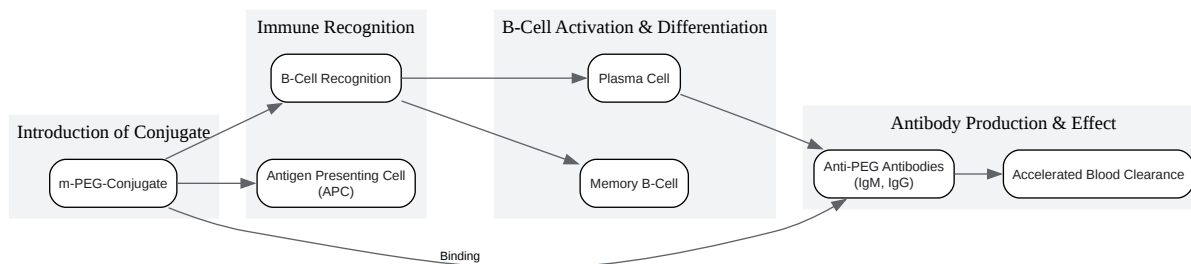 Immune Recognition
B-Cell Activation & Differentiation
B-Cell Recognition
Plasma Cell
Introduction of Conjugate
Antibody Production & Effect
m-PEG-Conjugate
Antigen Presenting Cell
(APC)
Memory B-Cell
Anti-PEG Antibodies
(IgM, IgG)
Accelerated Blood Clearance
Binding